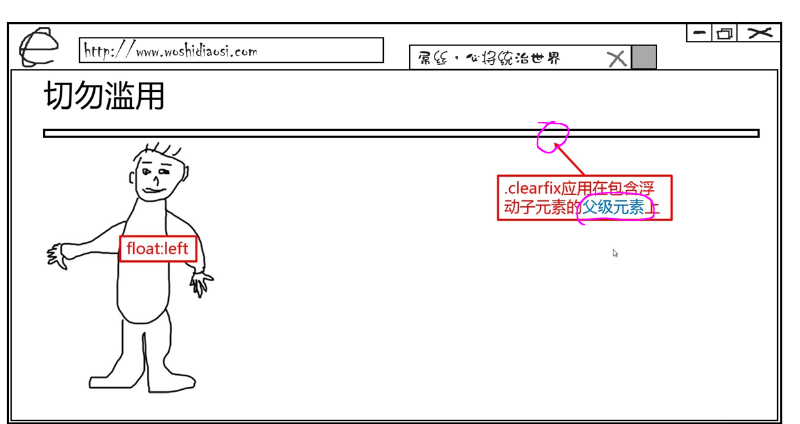 http://www.woshidiaosi.com
屌丝，必将统治世界
切勿滥用
.clearfix应用在包含浮
动子元素的父级元素上
float:left